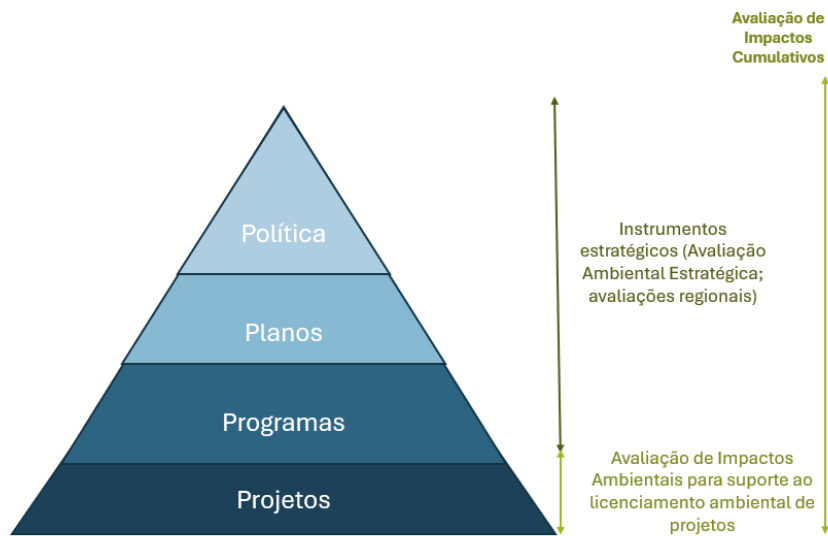 Avaliação de
Impactos
Cumulativos
Política
Instrumentos
estratégicos (Avaliação
Ambiental Estratégica;
avaliações regionais)
Planos
Programas
Projetos
Avaliação de Impactos
Ambientais para suporte ao
licenciamento ambiental de
projetos